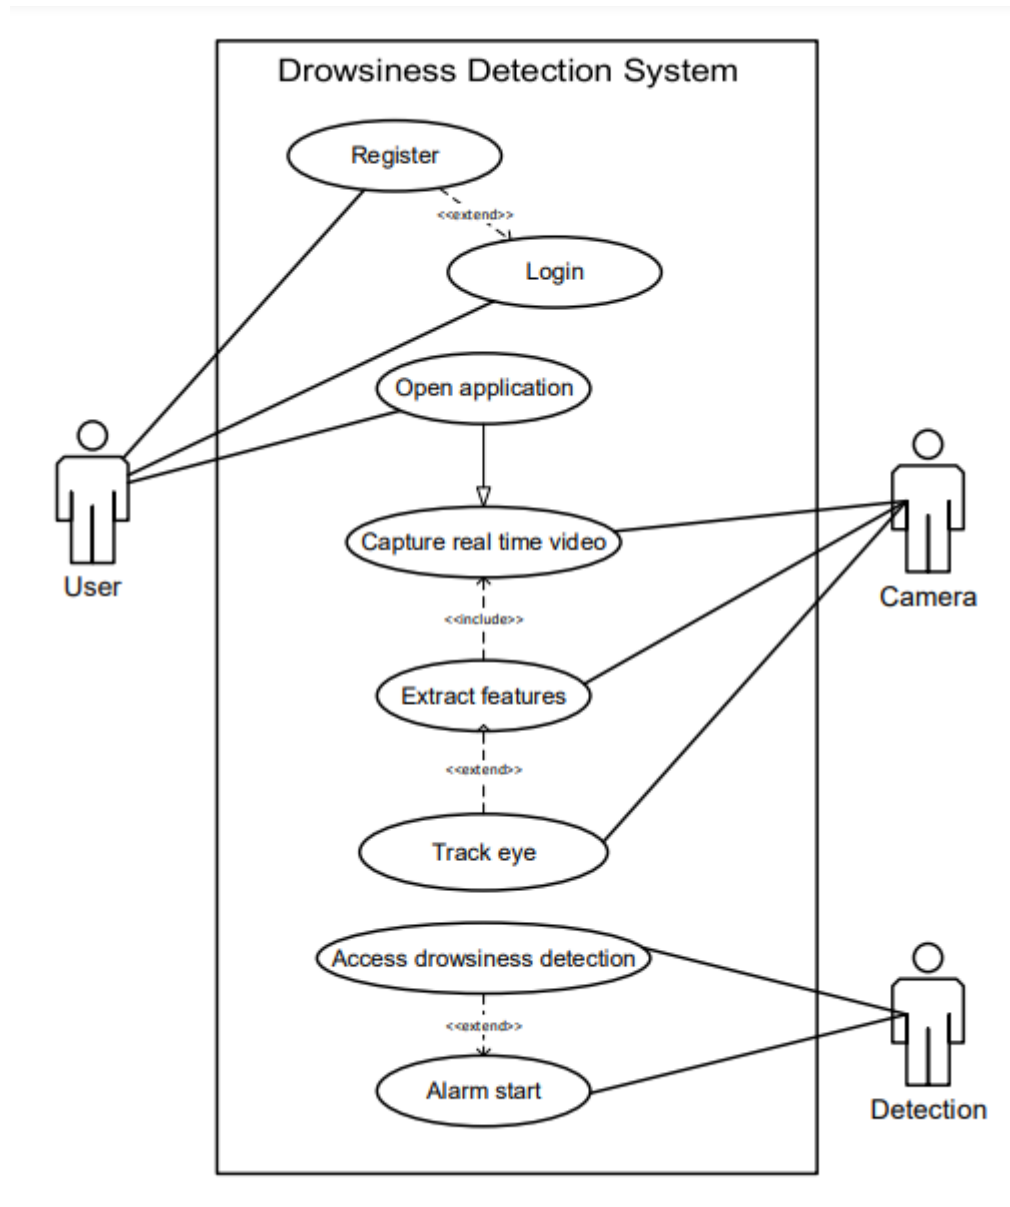 Drowsiness Detection System
Register
<<extend>>
Login
Open application
User
Capture real time video
Camera
<<include>>
Extract features
<<extend>>
Track eye
Access drowsiness detection
<<extend>>
Alarm start
Detection